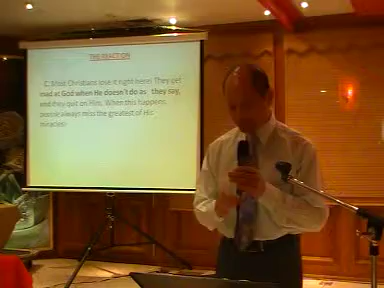 THE REACTION
C. Most Christians lose it right here! They get
mad at God when He doesn't do as they say,
and they quit on Him. When this happens,
people always miss the greatest of His
miracles!